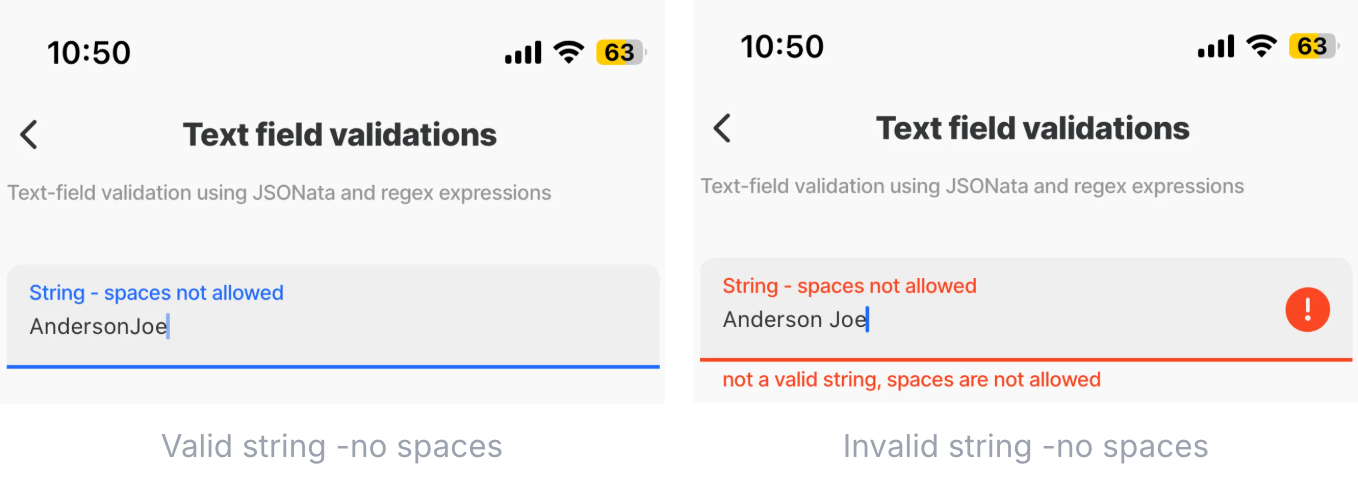 10:50
63
Text field validations
Text-field validation using JSONata and regex expressions
String - spaces not allowed
AndersonJoe
Valid string -no spaces
10:50
63
Text field validations
Text-field validation using JSONata and regex expressions
String - spaces not allowed
Anderson Joe
!
not a valid string, spaces are not allowed
Invalid string -no spaces